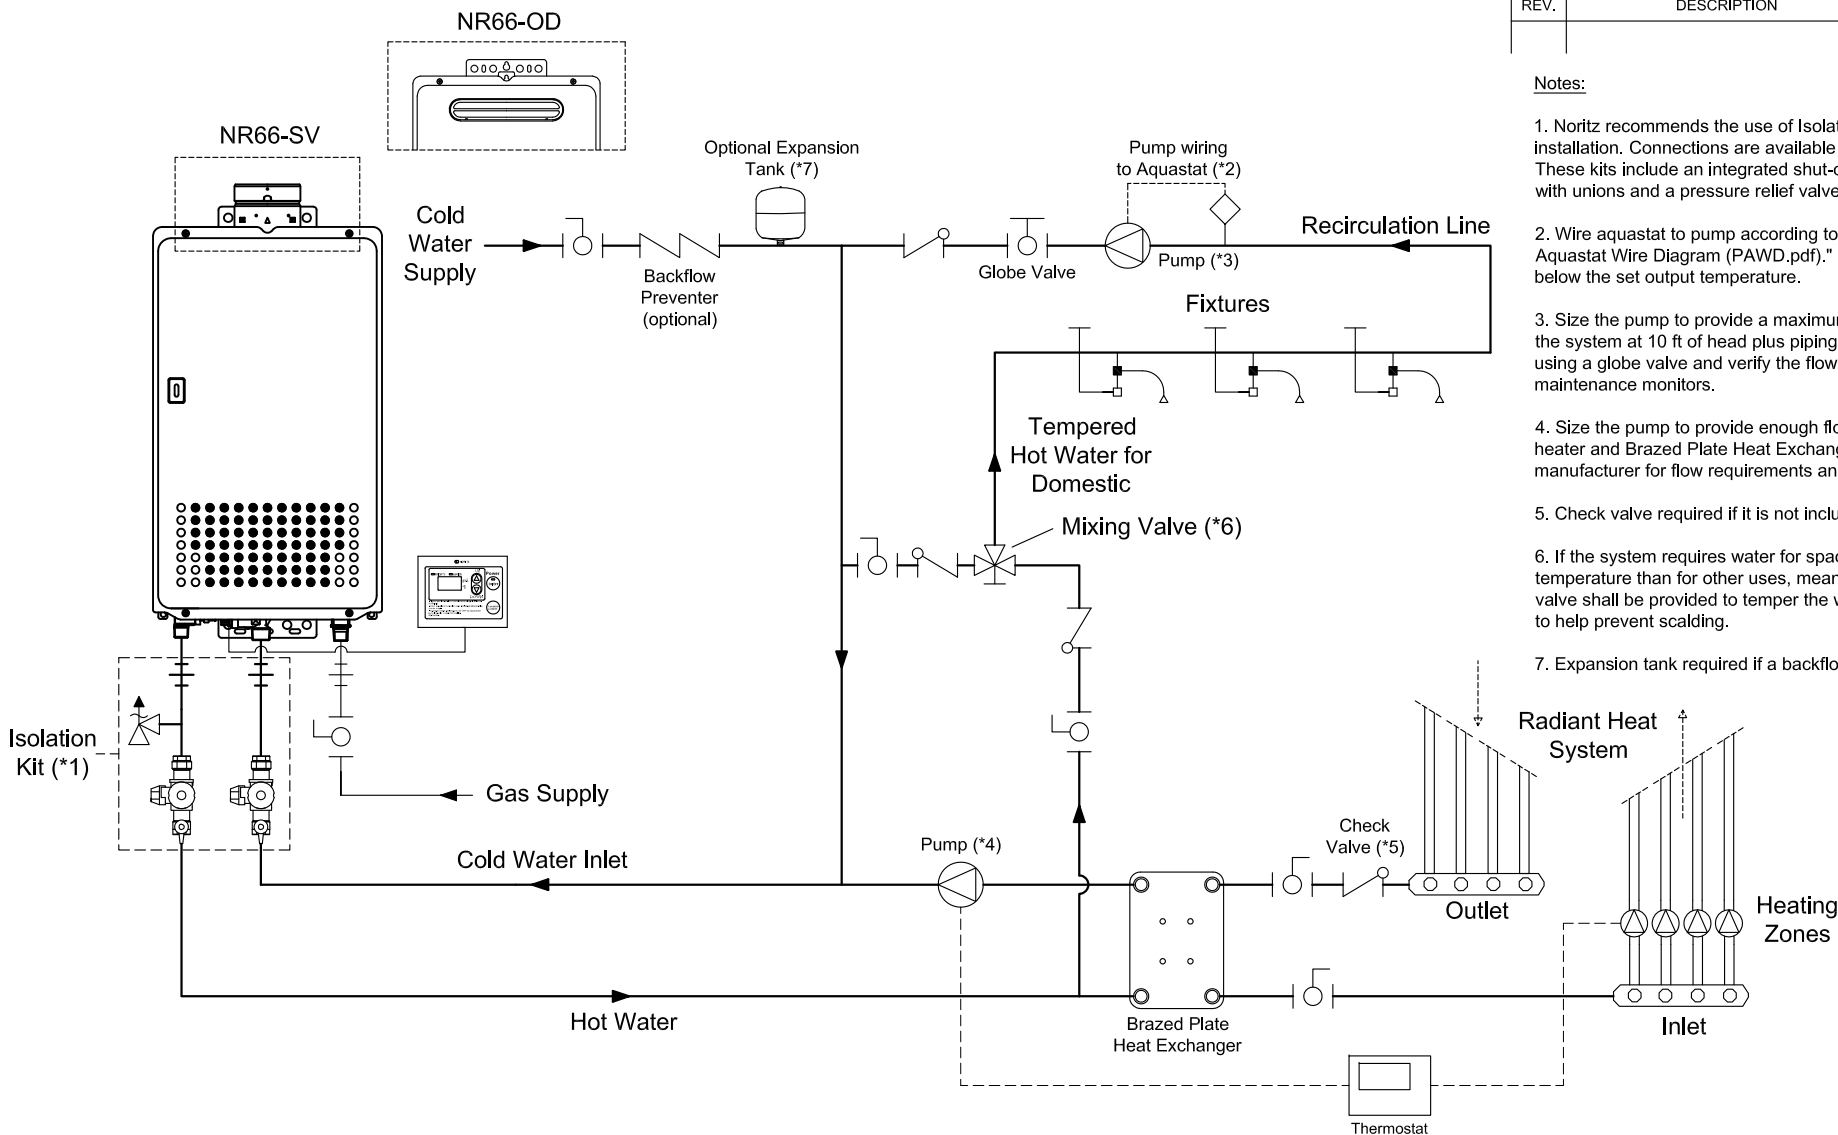 REV.
DESCRIPTION
NR66-OD
NR66-SV
Optional Expansion
Tank (*7)
Pump wiring
to Aquastat (*2)
Cold
Water
Supply
Recirculation Line
Backflow
Preventer
(optional)
Globe Valve
Pump (*3)
Fixtures
Tempered
Hot Water for
Domestic
Mixing Valve (*6)
Isolation
Kit (*1)
Gas Supply
Cold Water Inlet
Pump (*4)
Check
Valve (*5)
Outlet
Radiant Heat
System
Heating
Zones
Inlet
Hot Water
Brazed Plate
Heat Exchanger
Thermostat
Notes:
1. Noritz recommends the use of Isolat
installation. Connections are available
These kits include an integrated shut-o
with unions and a pressure relief valve
2. Wire aquastat to pump according to
Aquastat Wire Diagram (PAWD.pdf)."
below the set output temperature.
3. Size the pump to provide a maximur
the system at 10 ft of head plus piping
using a globe valve and verify the flow
maintenance monitors.
4. Size the pump to provide enough flo
heater and Brazed Plate Heat Exchang
manufacturer for flow requirements an
5. Check valve required if it is not inclu
6. If the system requires water for spac
temperature than for other uses, mean
valve shall be provided to temper the w
to help prevent scalding.
7. Expansion tank required if a backflo